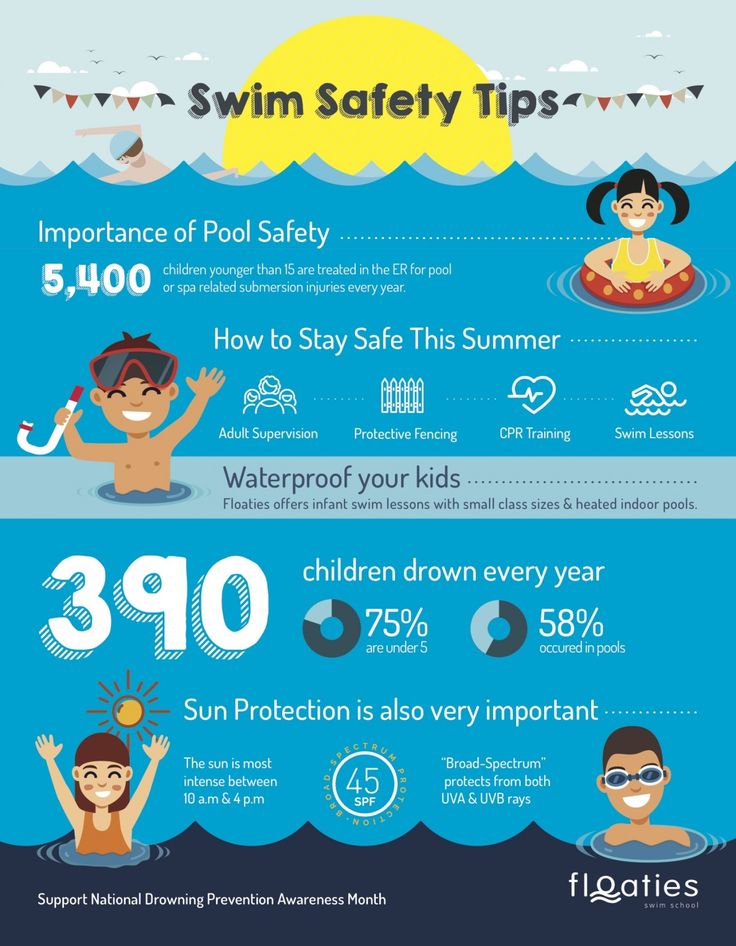 Swim Safety Tips
Importance of Pool Safety
5,400
children younger than 15 are treated in the ER for pool
or spa related submersion injuries every year.
How to Stay Safe This Summer
Adult Supervision
Protective Fencing
CPR Training
Swim Lessons
Waterproof your kids
Floaties offers infant swim lessons with small class sizes & heated indoor pools.
390
children drown every year
75%
are under 5
58%
occured in pools
Sun Protection is also very important
The sun is most
intense between
10 a.m & 4 p.m
BROAD-SPECTRUM PROTECTION
45
SPF
“Broad-Spectrum”
protects from both
UVA & UVB rays
Support National Drowning Prevention Awareness Month
floaties
swim school